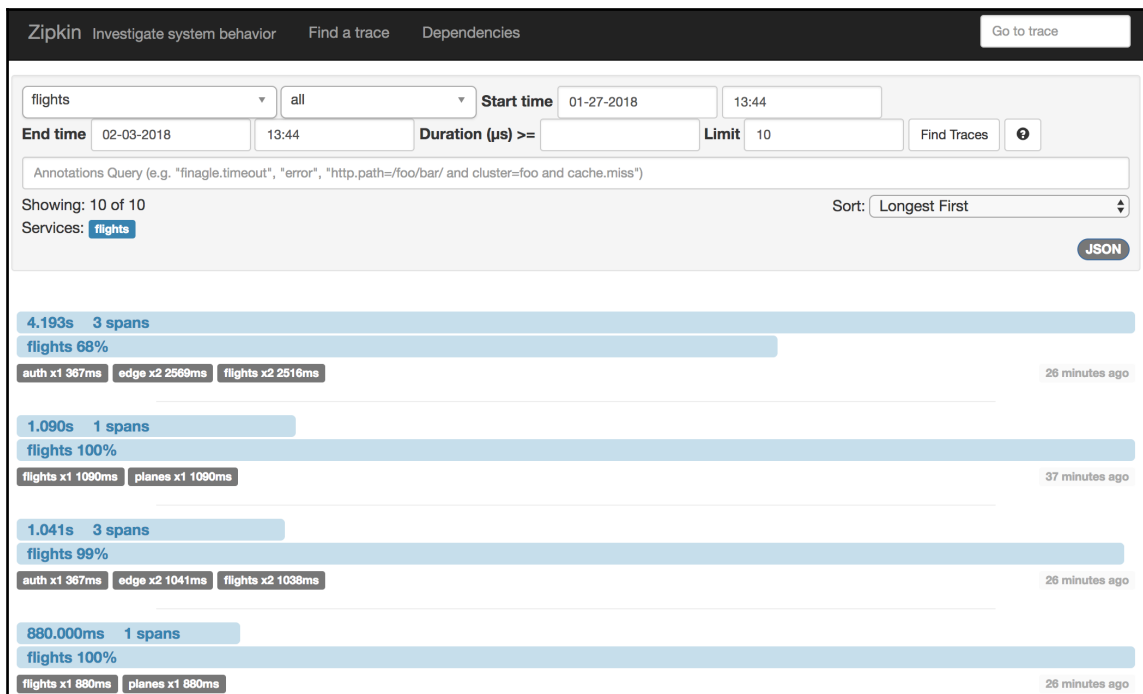 Zipkin Investigate system behavior Find a trace Dependencies Go to trace
flights all Start time 01-27-2018 13:44
End time 02-03-2018 13:44 Duration (μs) >= Limit 10 Find Traces ?
Annotations Query (e.g. "finagle.timeout", "error", "http.path=/foo/bar/ and cluster=foo and cache.miss")
Showing: 10 of 10 Sort: Longest First
Services: flights
JSON
4.193s 3 spans
flights 68%
auth x1 367ms edge x2 2569ms flights x2 2516ms 26 minutes ago
1.090s 1 spans
flights 100%
flights x1 1090ms planes x1 1090ms 37 minutes ago
1.041s 3 spans
flights 99%
auth x1 367ms edge x2 1041ms flights x2 1038ms 26 minutes ago
880.000ms 1 spans
flights 100%
flights x1 880ms planes x1 880ms 26 minutes ago